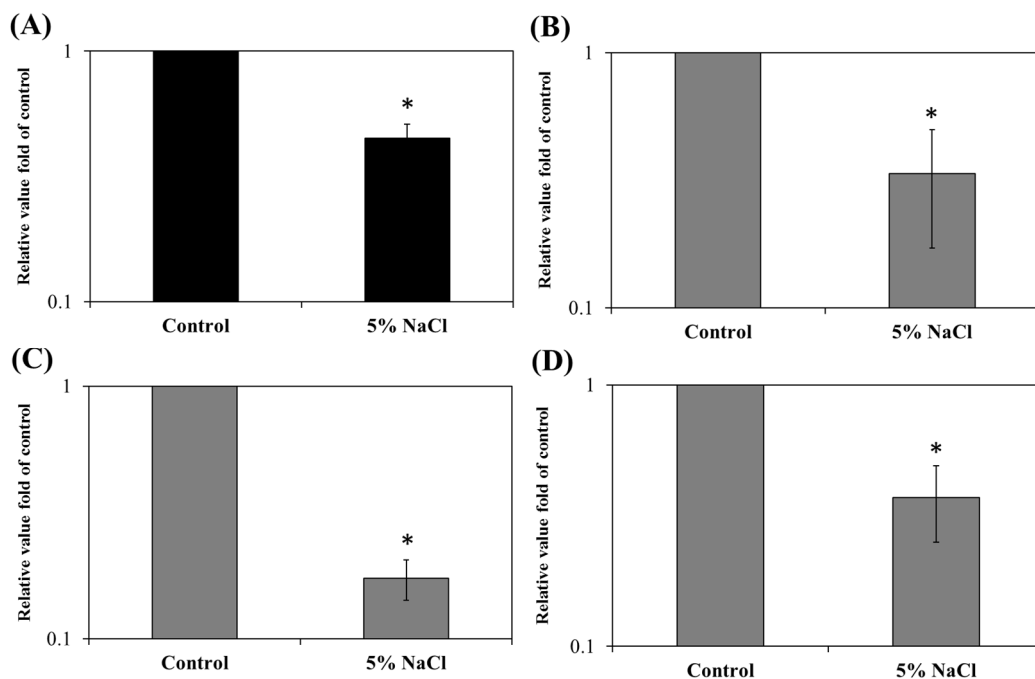 (A)
Relative value fold of control
1
0.1
*
Control
5% NaCl
(B)
Relative value fold of control
1
0.1
*
Control
5% NaCl
(C)
Relative value fold of control
1
0.1
*
Control
5% NaCl
(D)
Relative value fold of control
1
0.1
*
Control
5% NaCl